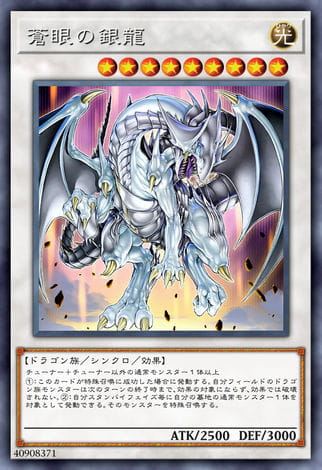 蒼眼の銀龍
光
【ドラゴン族／シンクロ／効果】
チューナー＋チューナー以外の通常モンスター１体以上
①：このカードが特殊召喚に成功した場合に発動する。自分フィールドのドラゴ
ン族モンスターは次のターンの終了時まで、効果の対象にならず、効果では破壊
されない。②：自分スタンバイフェイズ毎に自分の墓地の通常モンスター１体を
対象として発動できる。そのモンスターを特殊召喚する。
ATK/2500 DEF/3000
40908371